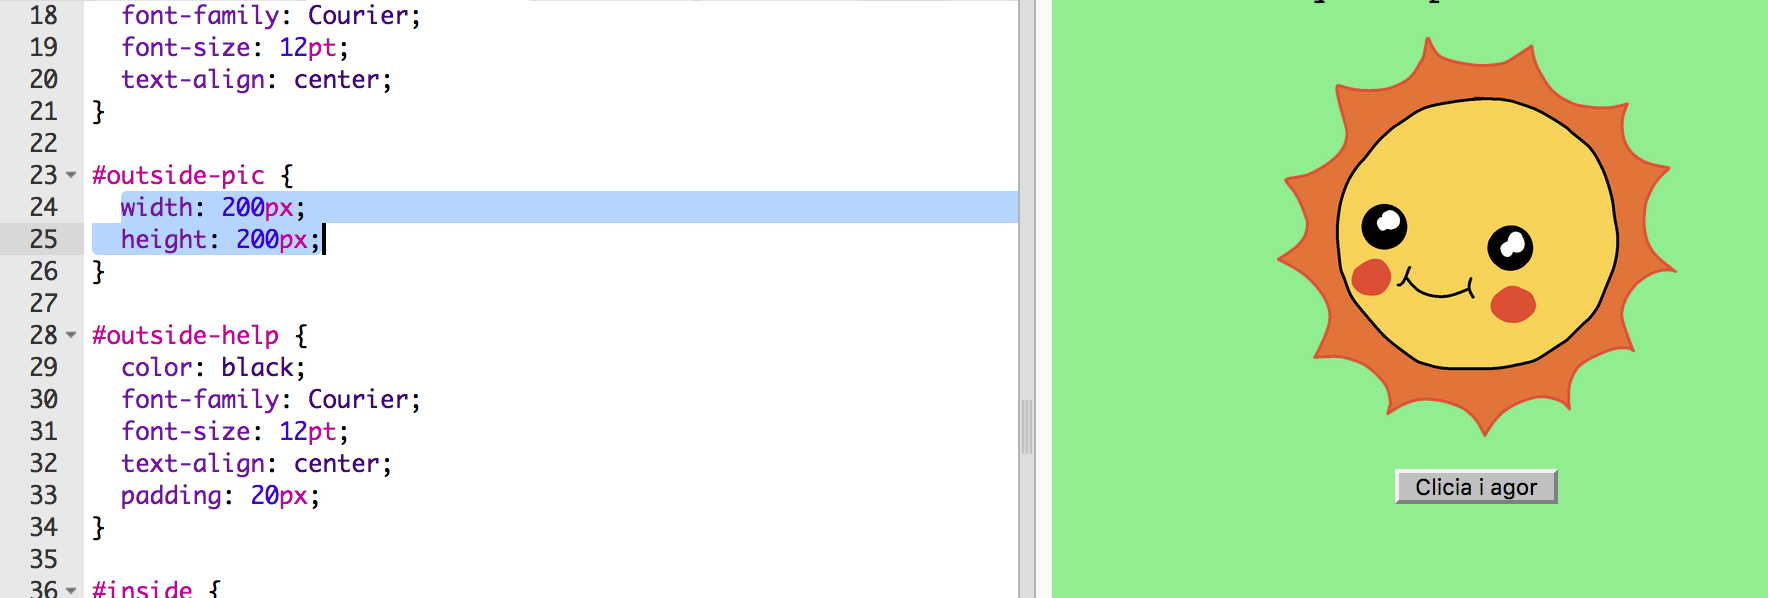 18 font-family: Courier;
19 font-size: 12pt;
20 text-align: center;
21 }
22
23 #outside-pic {
24 width: 200px;
25 height: 200px;
26 }
27
28 #outside-help {
29 color: black;
30 font-family: Courier;
31 font-size: 12pt;
32 text-align: center;
33 padding: 20px;
34 }
35
36 #inside {
Clicia i agor